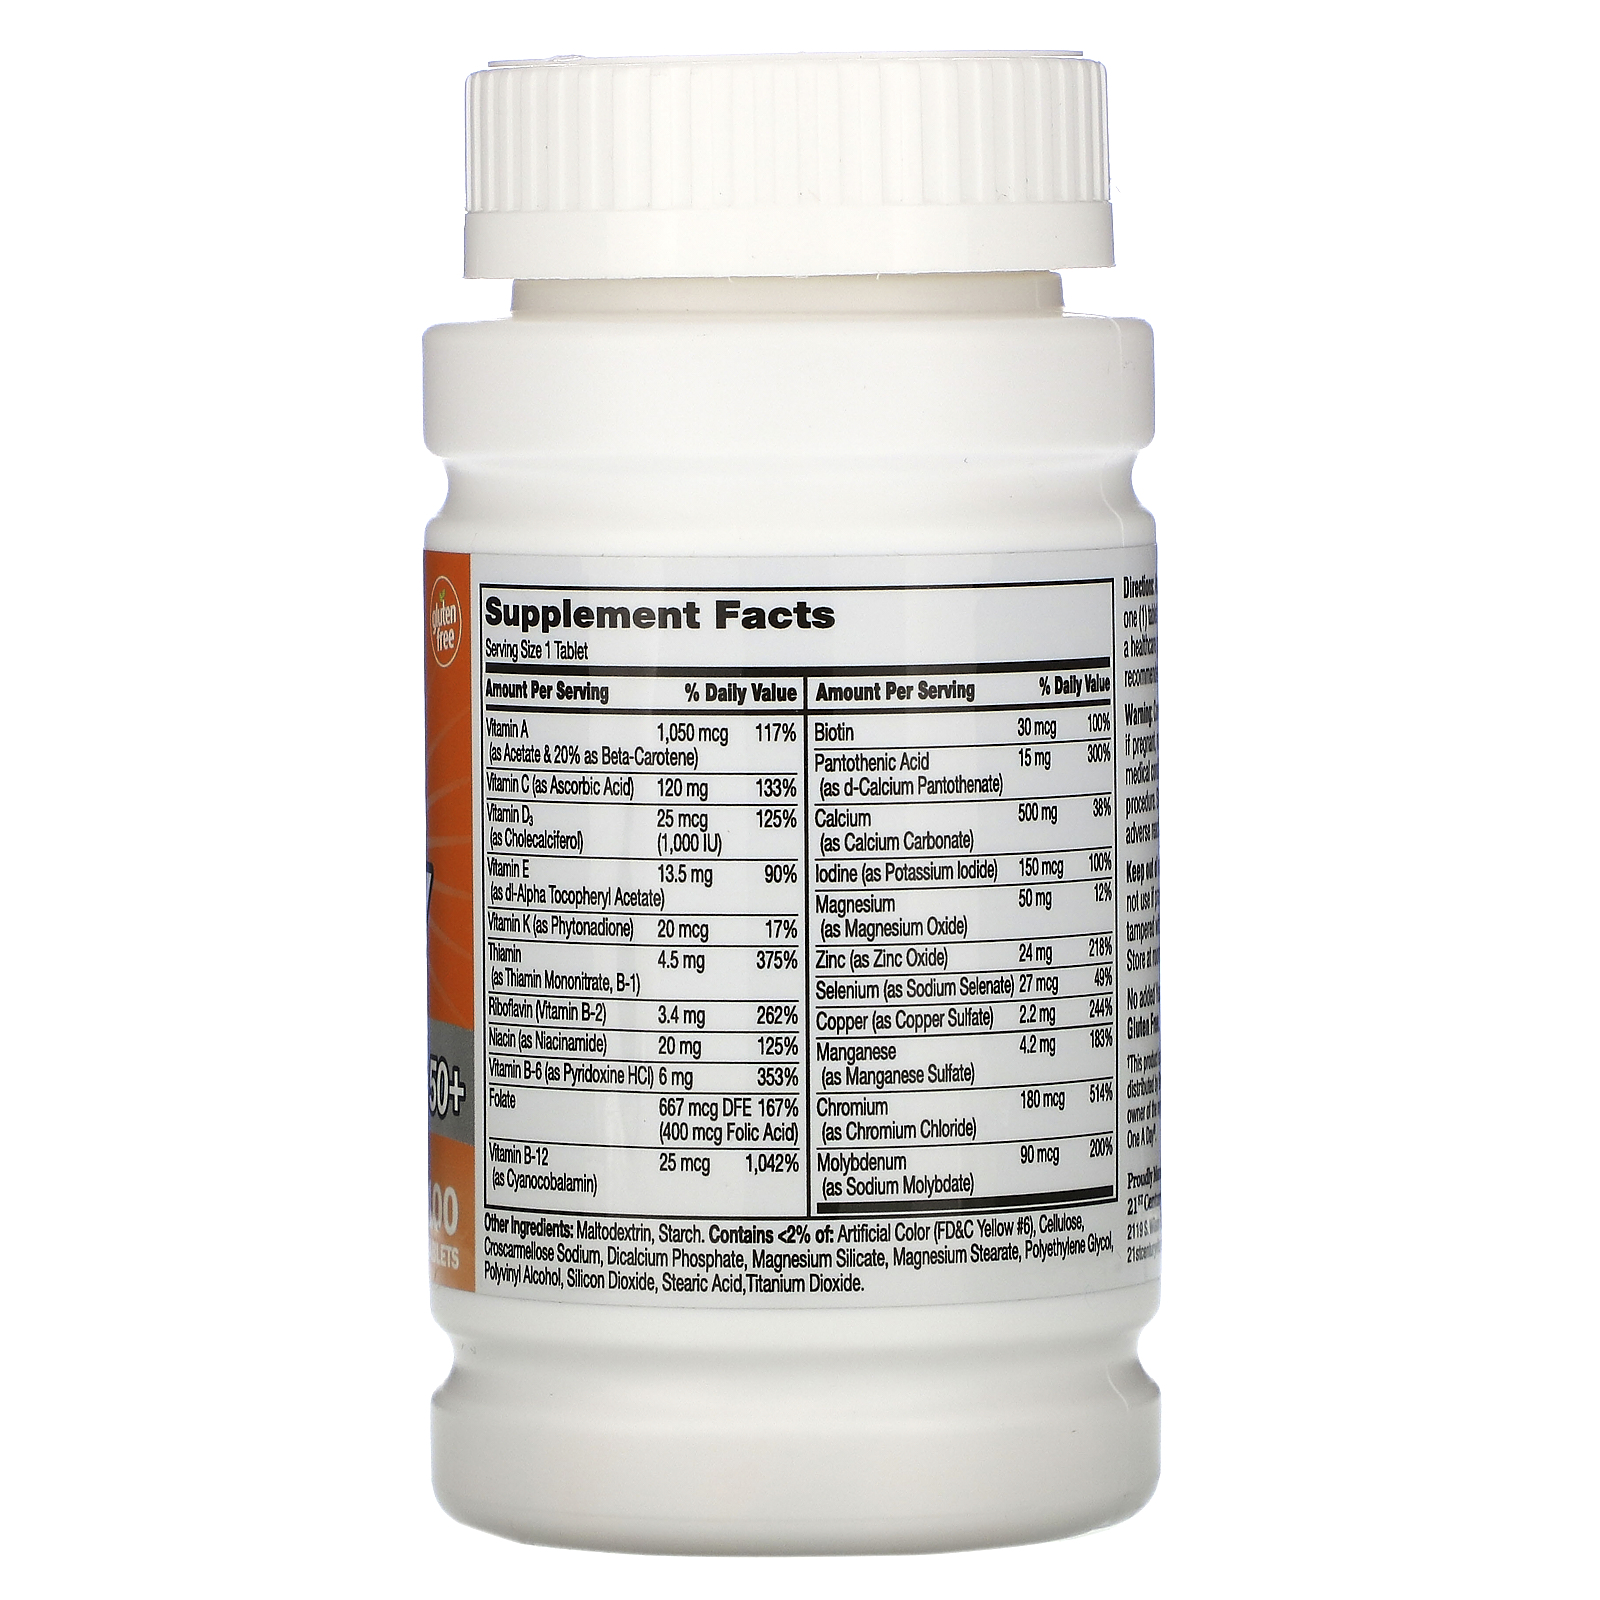 gluten
free
50+
100
Supplement Facts
Serving Size 1 Tablet
Amount Per Serving % Daily Value
Vitamin A 1,050 mcg 117%
(as Acetate & 20% as Beta-Carotene)
Vitamin C (as Ascorbic Acid) 120 mg 133%
Vitamin D₃ 25 mcg 125%
(as Cholecalciferol) (1,000 IU)
Vitamin E 13.5 mg 90%
(as dl-Alpha Tocopheryl Acetate)
Vitamin K (as Phytonadione) 20 mcg 17%
Thiamin 4.5 mg 375%
(as Thiamin Mononitrate, B-1)
Riboflavin (Vitamin B-2) 3.4 mg 262%
Niacin (as Niacinamide) 20 mg 125%
Vitamin B-6 (as Pyridoxine HCl) 6 mg 353%
Folate 667 mcg DFE 167%
(400 mcg Folic Acid)
Vitamin B-12 25 mcg 1,042%
(as Cyanocobalamin)
Amount Per Serving % Daily Value
Biotin 30 mcg 100%
Pantothenic Acid 15 mg 300%
(as d-Calcium Pantothenate)
Calcium 500 mg 38%
(as Calcium Carbonate)
Iodine (as Potassium Iodide) 150 mcg 100%
Magnesium 50 mg 12%
(as Magnesium Oxide)
Zinc (as Zinc Oxide) 24 mg 218%
Selenium (as Sodium Selenate) 27 mcg 49%
Copper (as Copper Sulfate) 2.2 mg 244%
Manganese 4.2 mg 183%
(as Manganese Sulfate)
Chromium 180 mcg 514%
(as Chromium Chloride)
Molybdenum 90 mcg 200%
(as Sodium Molybdate)
Other Ingredients: Maltodextrin, Starch. Contains <2% of: Artificial Color (FD&C Yellow #6), Cellulose,
Croscarmellose Sodium, Dicalcium Phosphate, Magnesium Silicate, Magnesium Stearate, Polyethylene Glycol,
Polyvinyl Alcohol, Silicon Dioxide, Stearic Acid,Titanium Dioxide.
Directions:
one (1)
a healthcare
Warning:
if pregnant,
medical
procedure.
adverse
Keep out of
not use if
tampered
Store at
No added
Gluten
†This product
distributed
owner of the
One A Day®.
Proudly
21ST
2119 S.